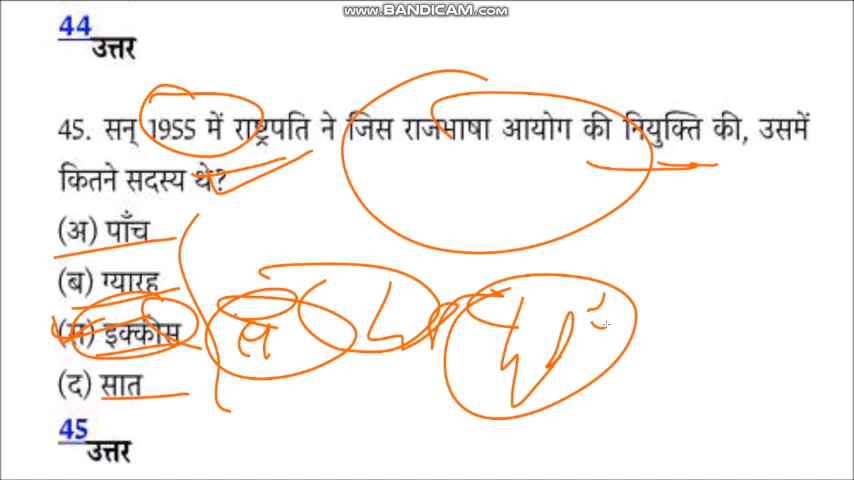 www.BANDICAM.com
44
उत्तर
45. सन् 1955 में राष्ट्रपति ने जिस राजभाषा आयोग की नियुक्ति की, उसमें
कितने सदस्य थे?
(अ) पाँच
(ब) ग्यारह
(स) इक्कीस
(द) सात
45
उत्तर